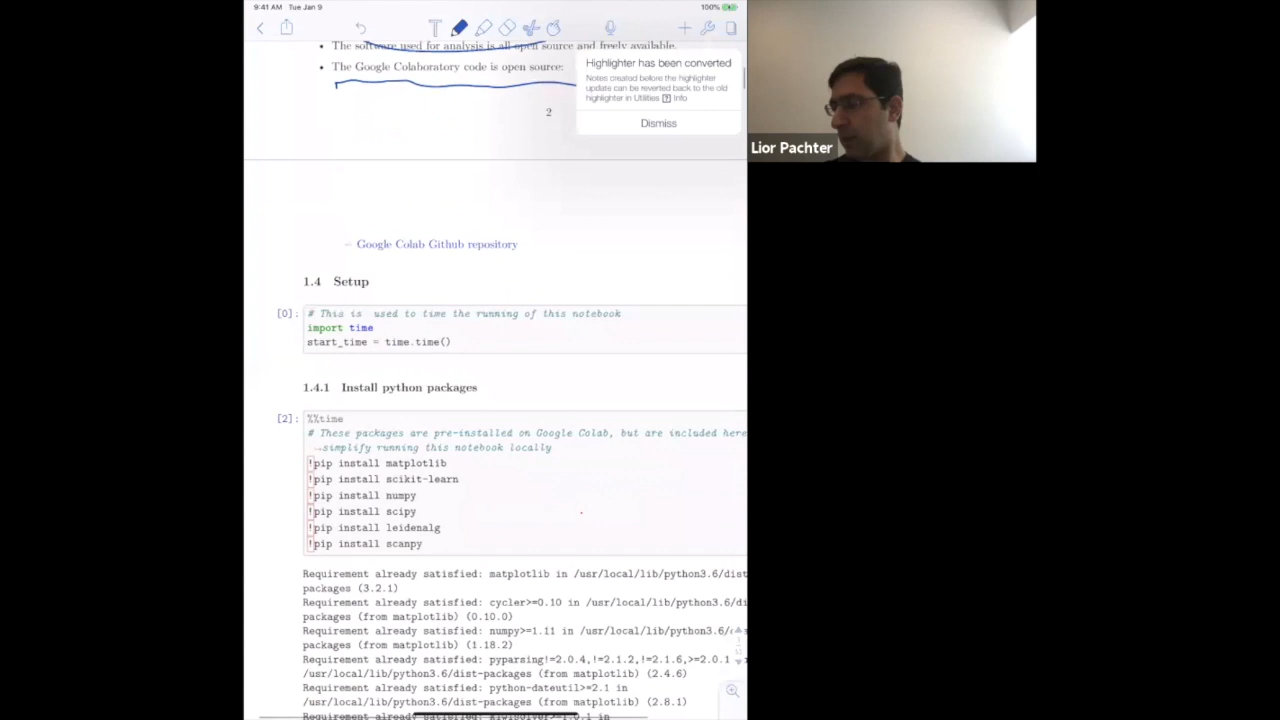 9:41 AM Tue Jan 9
100%
The software used for analysis is all open source and freely available.
The Google Colaboratory code is open source:
Highlighter has been converted
Notes created before the highlighter
update can be reverted back to the old
highlighter in Utilities ? Info
Dismiss
2
Lior Pachter
– Google Colab Github repository
1.4 Setup
[0]: # This is used to time the running of this notebook
import time
start_time = time.time()
1.4.1 Install python packages
[2]: %%time
# These packages are pre-installed on Google Colab, but are included here
→simplify running this notebook locally
!pip install matplotlib
!pip install scikit-learn
!pip install numpy
!pip install scipy
!pip install leidenalg
!pip install scanpy
Requirement already satisfied: matplotlib in /usr/local/lib/python3.6/dist
packages (3.2.1)
Requirement already satisfied: cycler>=0.10 in /usr/local/lib/python3.6/di
packages (from matplotlib) (0.10.0)
Requirement already satisfied: numpy>=1.11 in /usr/local/lib/python3.6/
packages (from matplotlib) (1.18.2)
Requirement already satisfied: pyparsing!=2.0.4,!=2.1.2,!=2.1.6,>=2.0.1
/usr/local/lib/python3.6/dist-packages (from matplotlib) (2.4.6)
Requirement already satisfied: python-dateutil>=2.1 in
/usr/local/lib/python3.6/dist-packages (from matplotlib) (2.8.1)
Requirement already satisfied: kiwisolver>=1.0.1 in